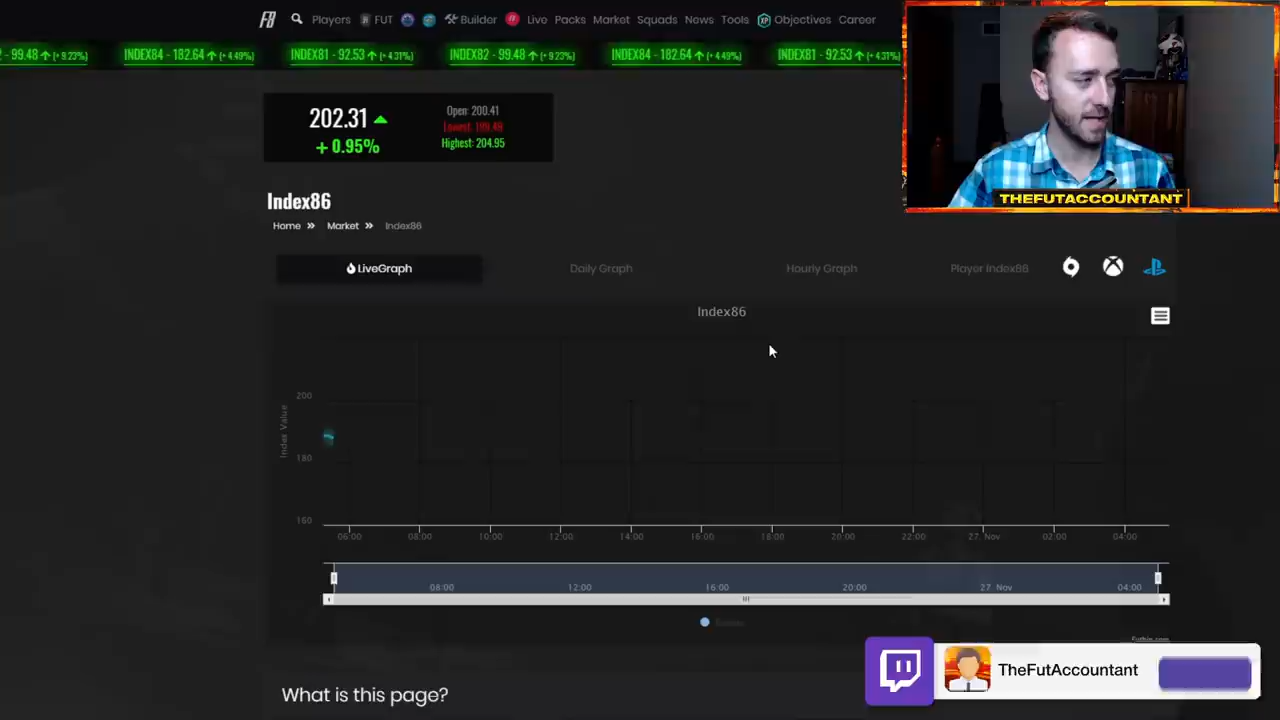 Players FUT Builder Live Packs Market Squads News Tools XP Objectives Career
- 99.48 (+9.23%) INDEX84 - 182.64 (+4.49%) INDEX81 - 92.53 (+4.31%) INDEX82 - 99.48 (+9.23%) INDEX84 - 182.64 (+4.49%) INDEX81 - 92.53 (+4.31%)
202.31
+ 0.95%
Open: 200.41
Lowest: 199.49
Highest: 204.95
THEFUTACCOUNTANT
Index86
Home Market Index86
LiveGraph Daily Graph Hourly Graph Player Index86
Index86
Index Value
200
180
160
06:00 08:00 10:00 12:00 14:00 16:00 18:00 20:00 22:00 27. Nov 02:00 04:00
08:00 12:00 16:00 20:00 27. Nov 04:00
TheFutAccountant
What is this page?